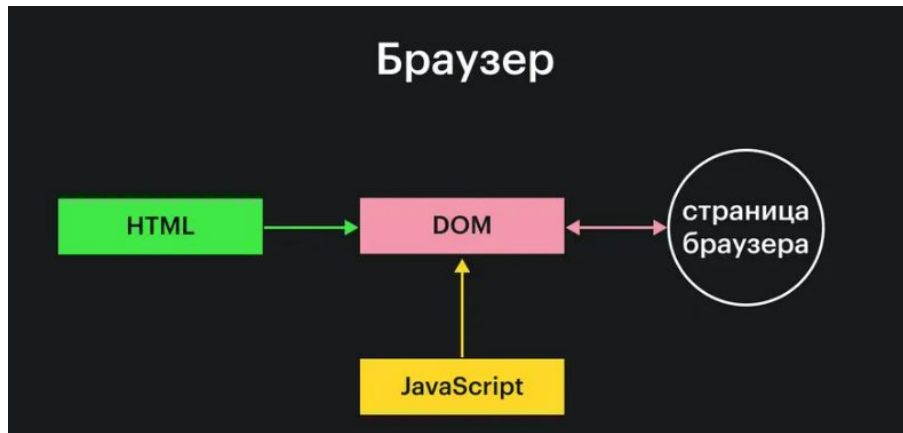 Браузер
HTML
DOM
страница
браузера
JavaScript